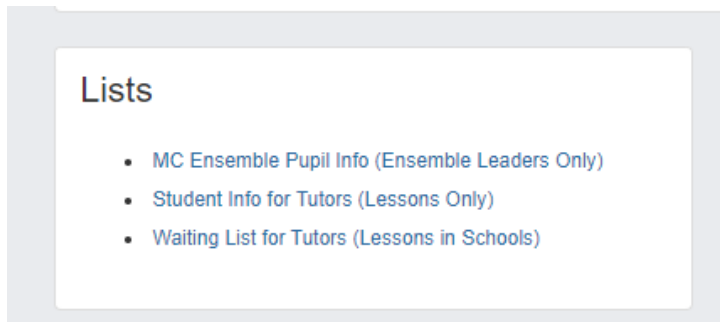 Lists
MC Ensemble Pupil Info (Ensemble Leaders Only)
Student Info for Tutors (Lessons Only)
Waiting List for Tutors (Lessons in Schools)